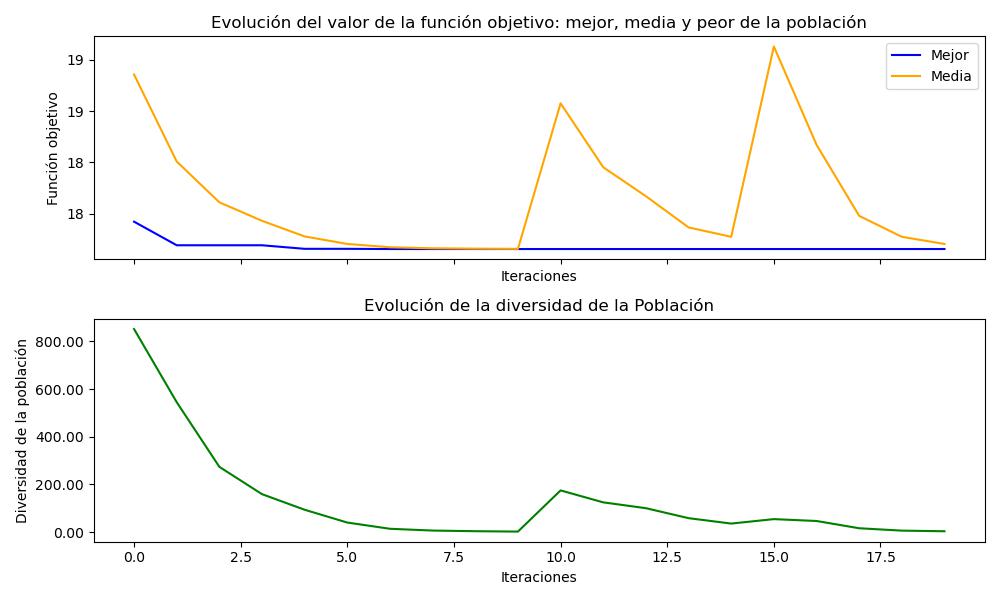 Evolución del valor de la función objetivo: mejor, media y peor de la población
Función objetivo
19
19
18
18
Mejor
Media
Iteraciones
Evolución de la diversidad de la Población
Diversidad de la población
800.00
600.00
400.00
200.00
0.00
0.0 2.5 5.0 7.5 10.0 12.5 15.0 17.5
Iteraciones